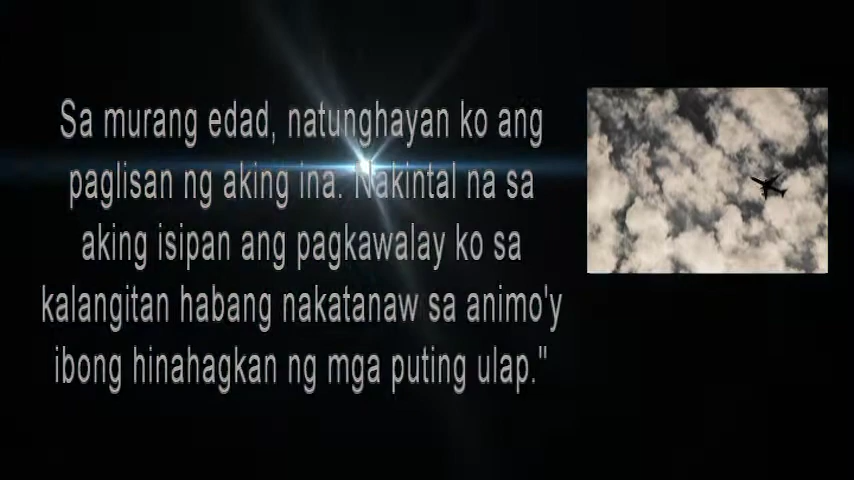 Sa murang edad, natunghayan ko ang
paglisan ng aking ina. Nakintal na sa
aking isipan ang pagkawalay ko sa
kalangitan habang nakatanaw sa animo'y
ibong hinahagkan ng mga puting ulap."